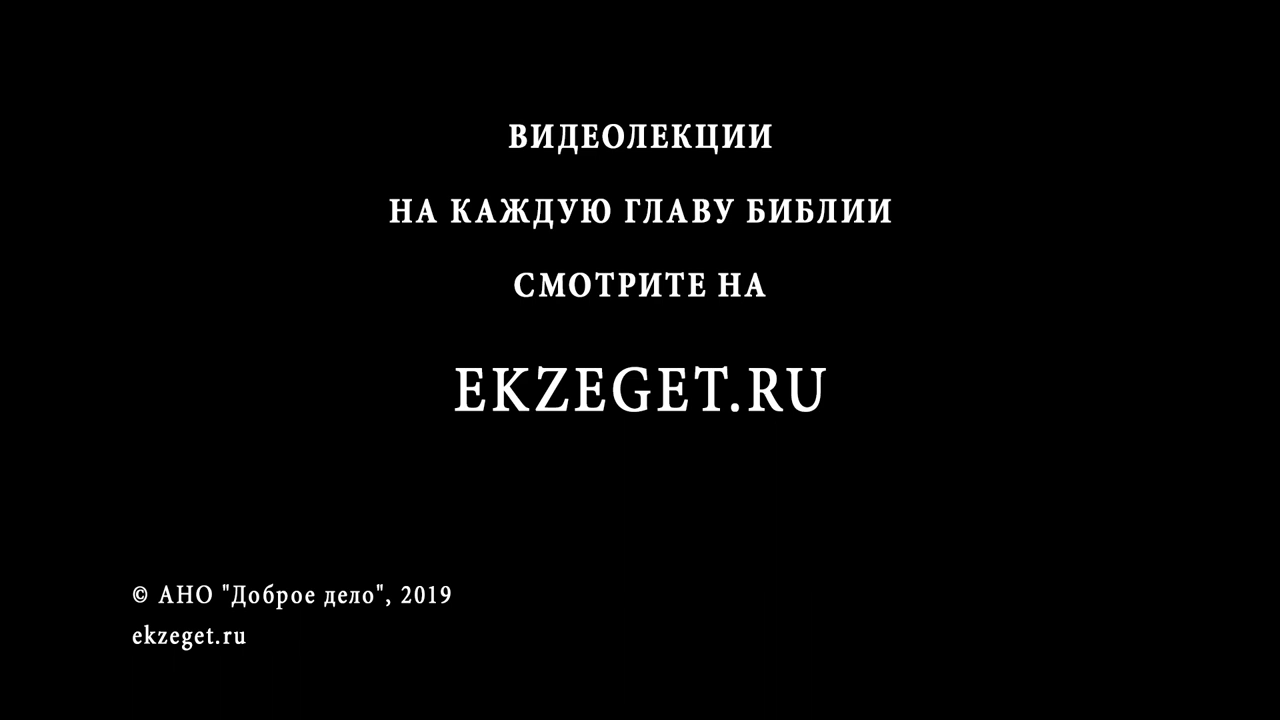 ВИДЕОЛЕКЦИИ
НА КАЖДУЮ ГЛАВУ БИБЛИИ
СМОТРИТЕ НА
EKZEGET.RU
© АНО "Доброе дело", 2019
ekzeget.ru